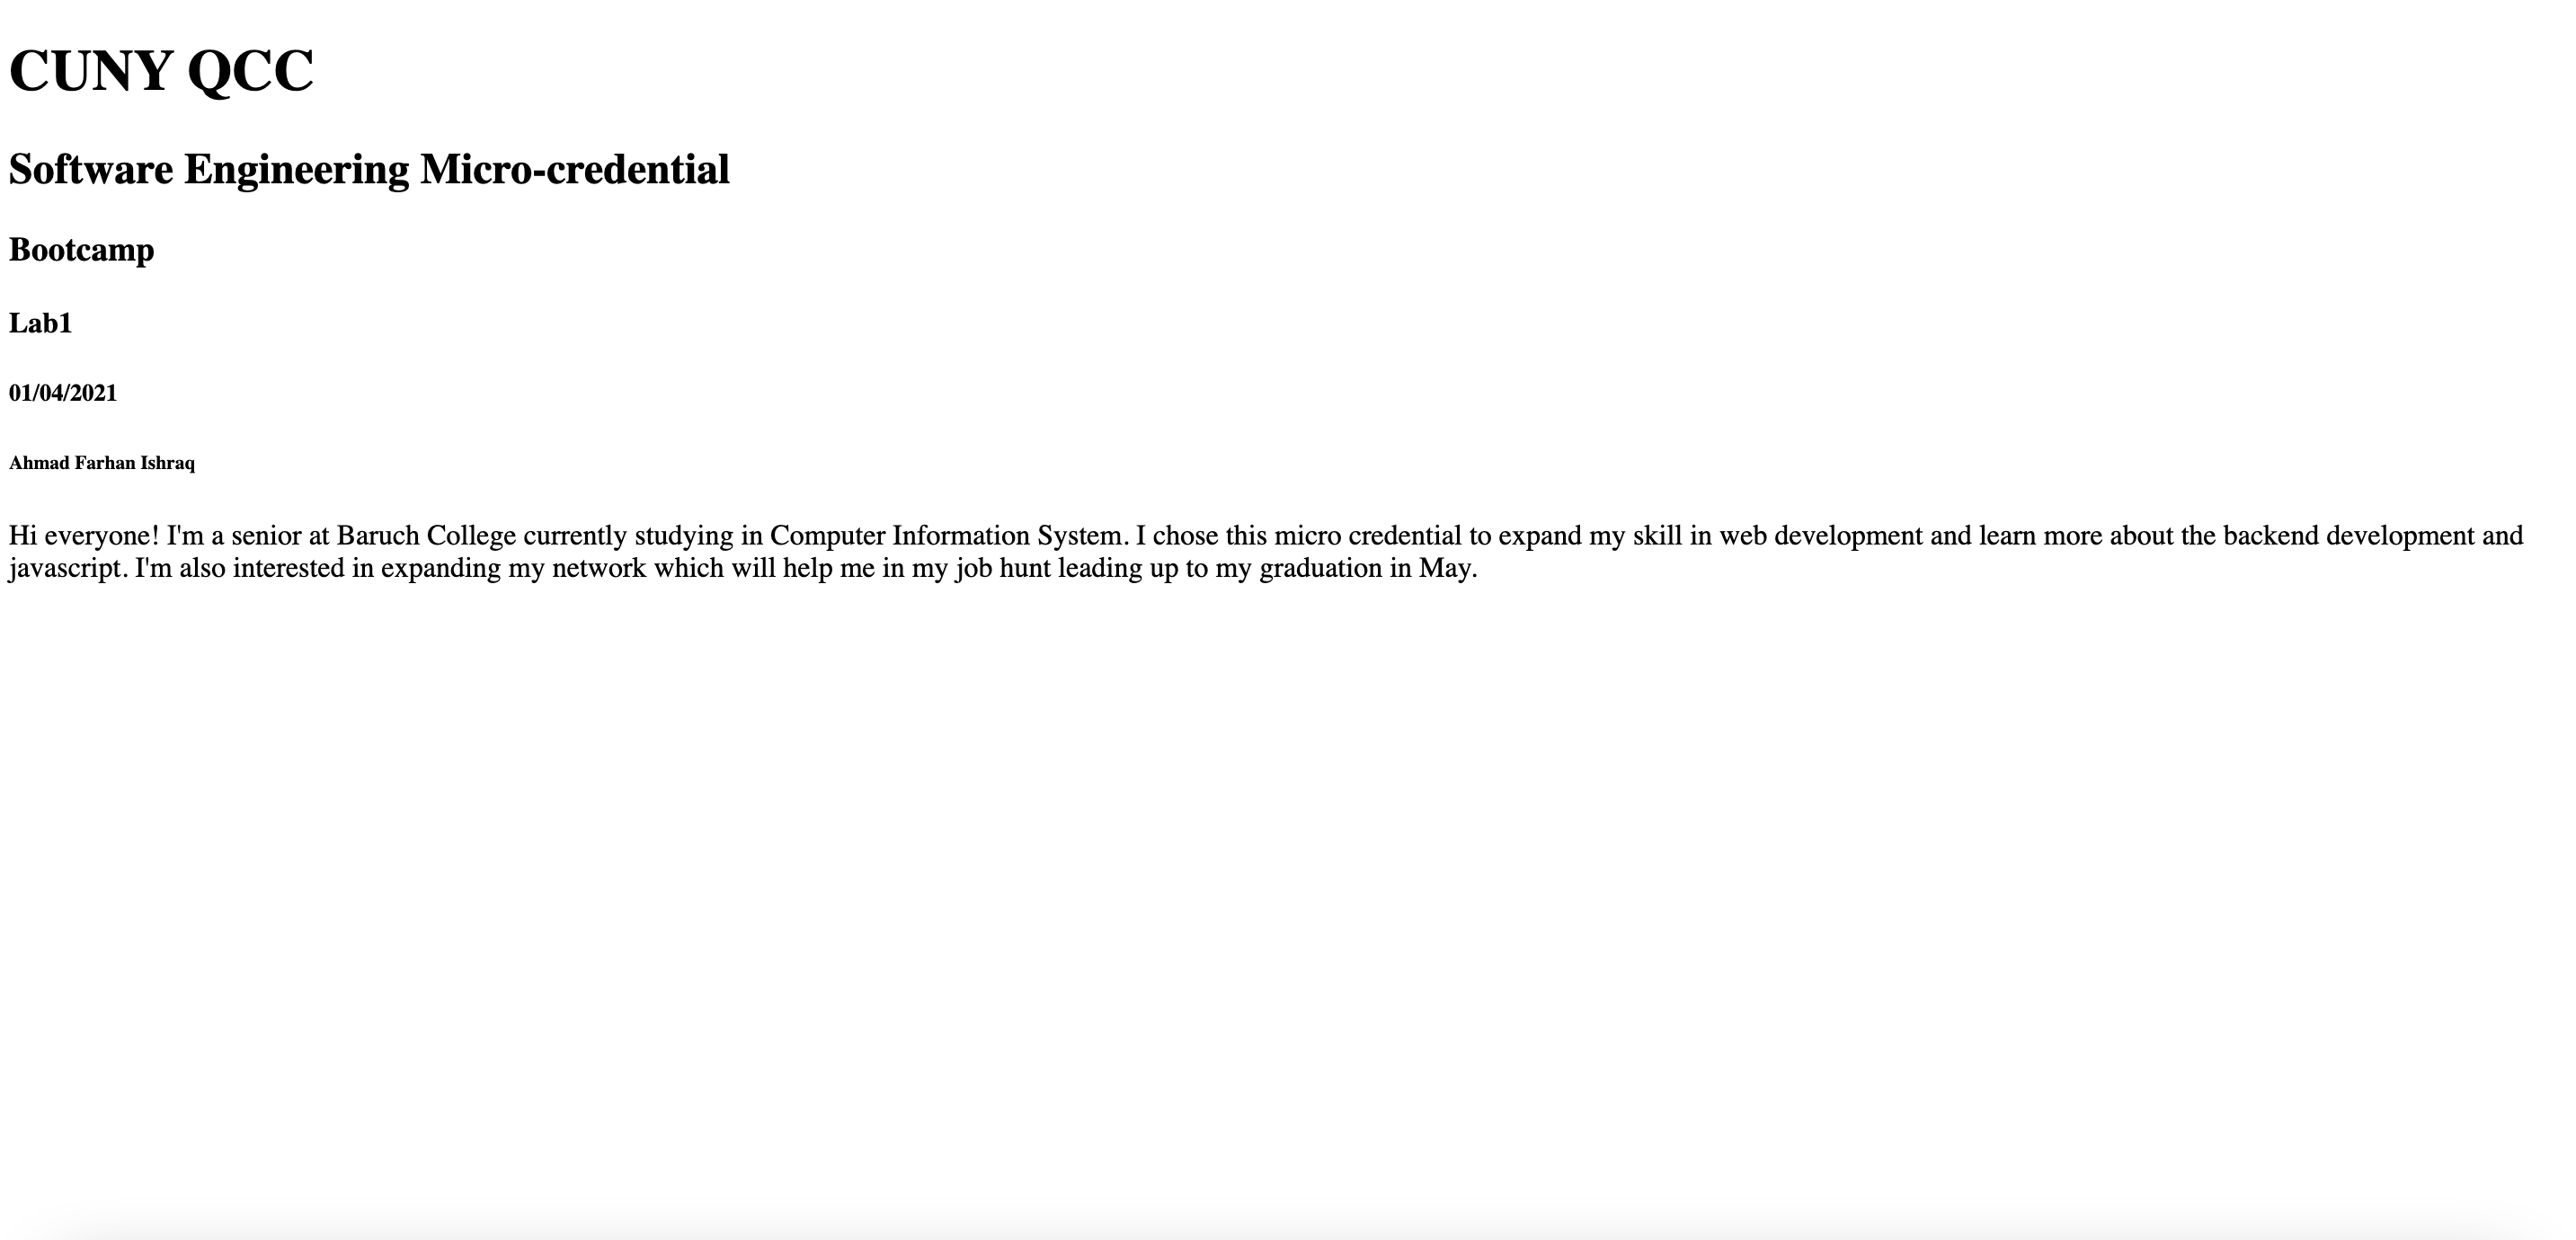 CUNY QCC
Software Engineering Micro-credential
Bootcamp
Lab1
01/04/2021
Ahmad Farhan Ishraq
Hi everyone! I'm a senior at Baruch College currently studying in Computer Information System. I chose this micro credential to expand my skill in web development and learn more about the backend development and
javascript. I'm also interested in expanding my network which will help me in my job hunt leading up to my graduation in May.